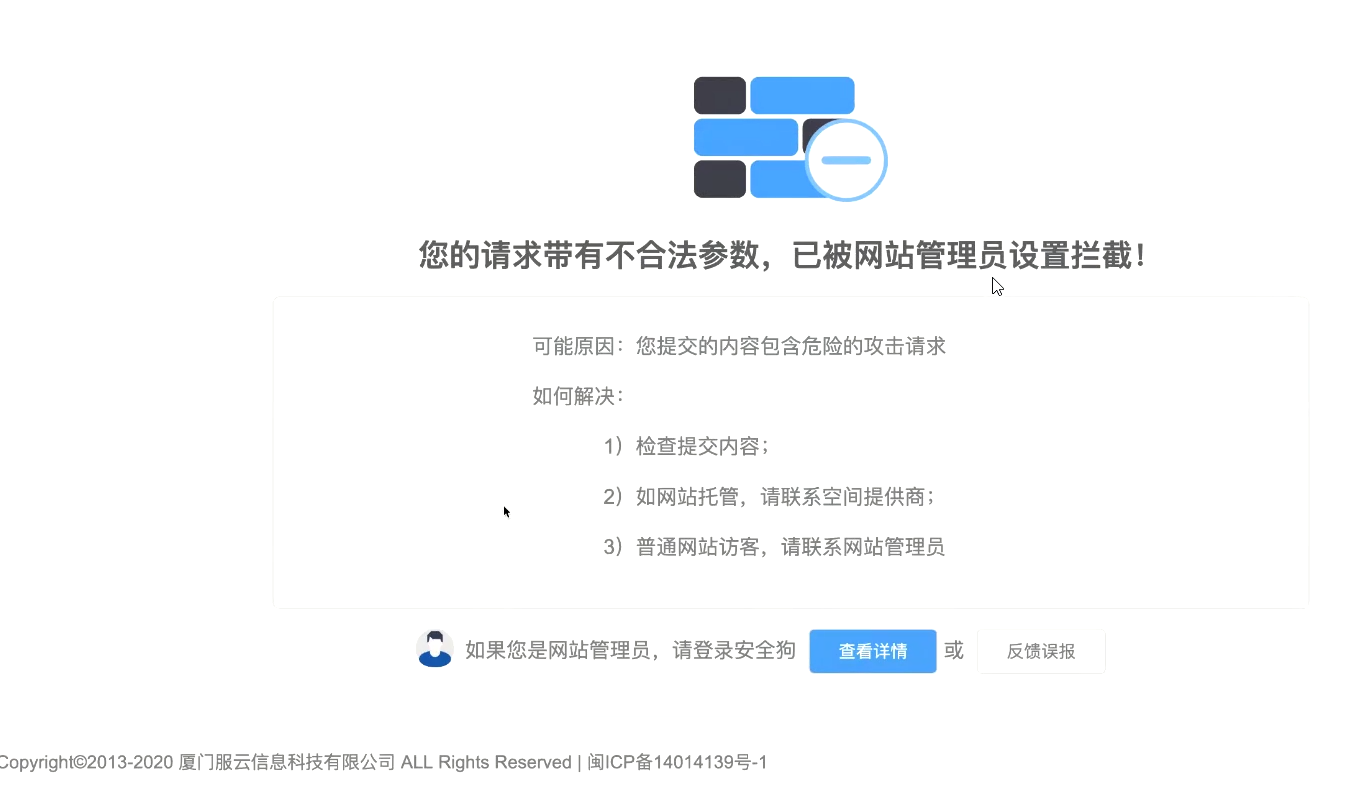 您的请求带有不合法参数，已被网站管理员设置拦截！
可能原因：您提交的内容包含危险的攻击请求
如何解决：
1）检查提交内容；
2）如网站托管，请联系空间提供商；
3）普通网站访客，请联系网站管理员
如果您是网站管理员，请登录安全狗 查看详情 或 反馈误报
Copyright©2013-2020 厦门服云信息科技有限公司 ALL Rights Reserved | 闽ICP备14014139号-1